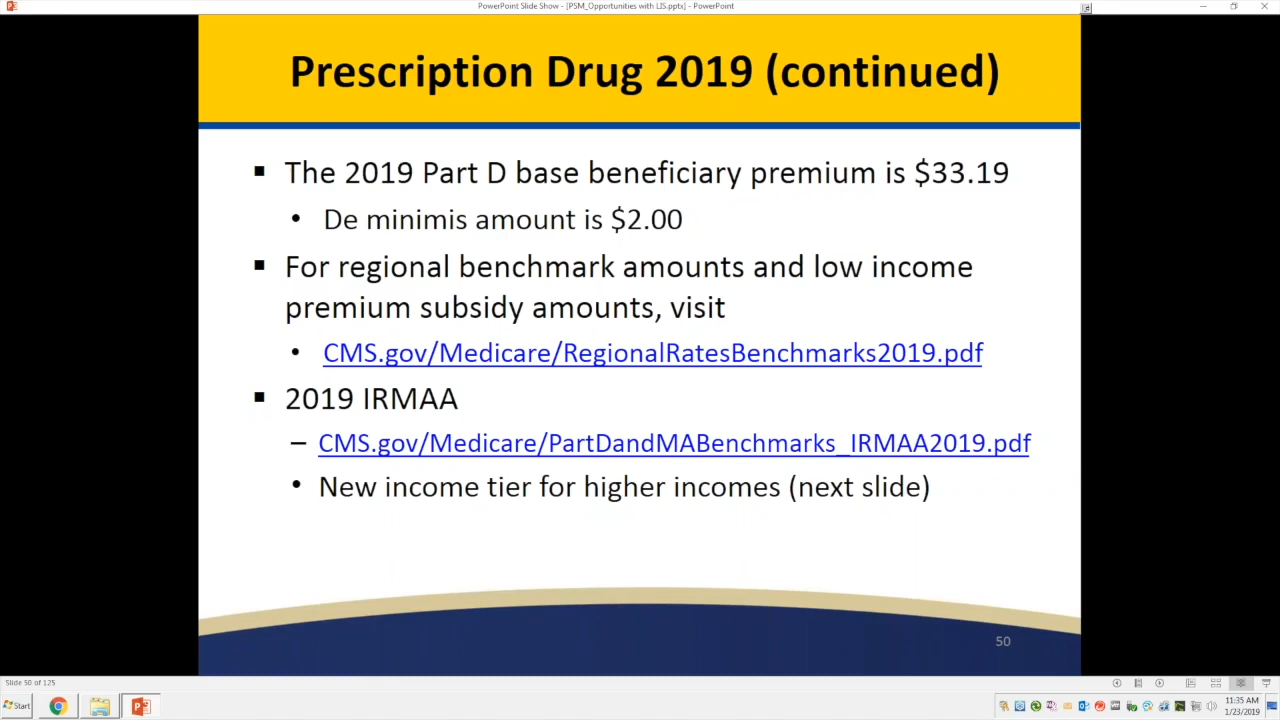 PowerPoint Slide Show - [PSM_Opportunities with LIS.pptx] - PowerPoint
Prescription Drug 2019 (continued)
▪ The 2019 Part D base beneficiary premium is $33.19
• De minimis amount is $2.00
▪ For regional benchmark amounts and low income
premium subsidy amounts, visit
• CMS.gov/Medicare/RegionalRatesBenchmarks2019.pdf
▪ 2019 IRMAA
– CMS.gov/Medicare/PartDandMABenchmarks_IRMAA2019.pdf
• New income tier for higher incomes (next slide)
50
Slide 50 of 125
Start
11:35 AM
1/23/2019